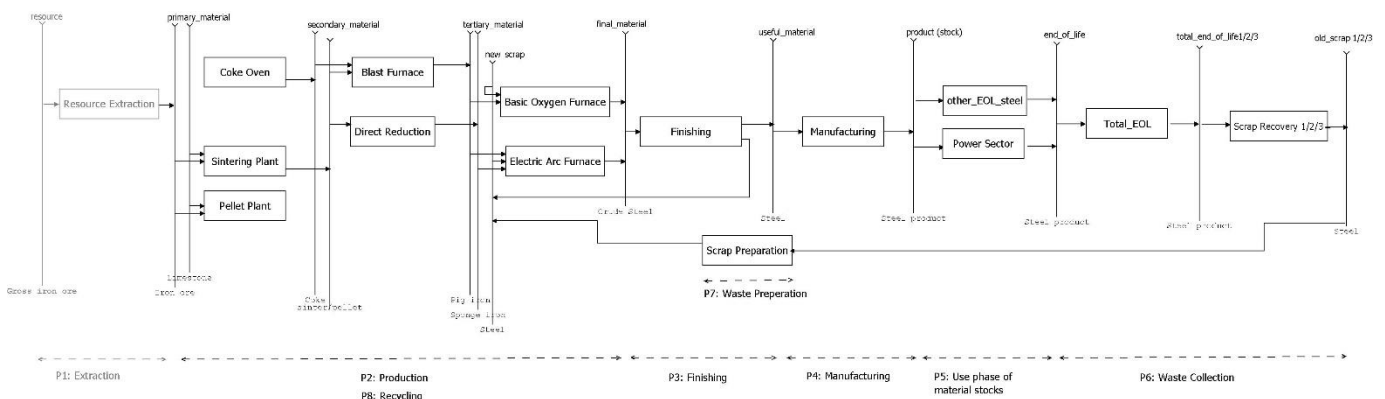 resource
primary_material
secondary_material
tertiary_material
new_scrap
final_material
useful_material
product (stock)
end_of_life
total_end_of_life1/2/3
old_scrap 1/2/3
Coke Oven
Blast Furnace
Resource Extraction
Basic Oxygen Furnace
other_EOL_steel
Direct Reduction
Finishing
Manufacturing
Total_EOL
Scrap Recovery 1/2/3
Sintering Plant
Electric Arc Furnace
Power Sector
Pellet Plant
Crude Steel
Steel
Steel product
Steel product
Steel product
Steel
Scrap Preparation
limestone
Gross iron ore
Iron ore
P7: Waste Preperation
Coke
sinter/pellet
Pig iron
Sponge iron
Steel
P1: Extraction
P2: Production
P8: Recycling
P3: Finishing
P4: Manufacturing
P5: Use phase of
material stocks
P6: Waste Collection